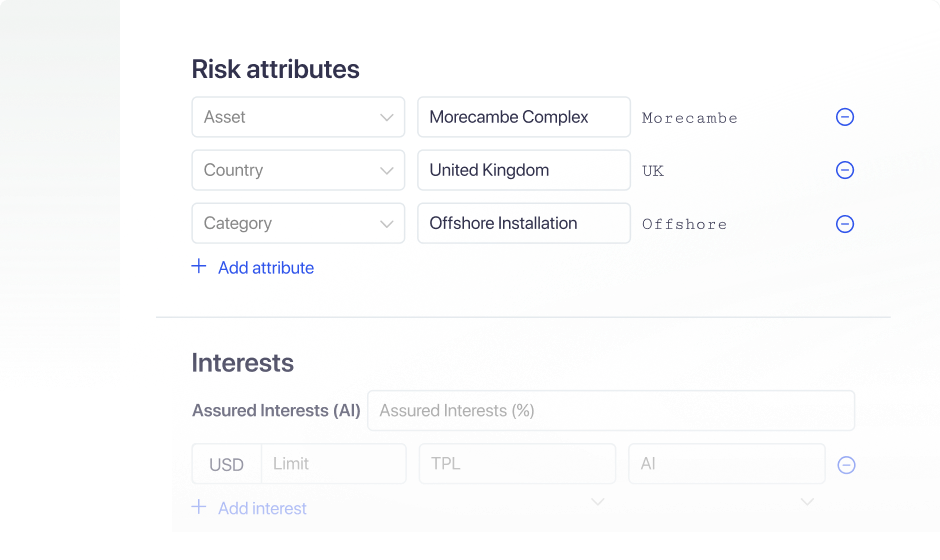 Risk attributes
Asset Morecambe Complex Morecambe
Country United Kingdom UK
Category Offshore Installation Offshore
+ Add attribute
Interests
Assured Interests (AI) Assured Interests (%)
USD Limit TPL AI
+ Add interest